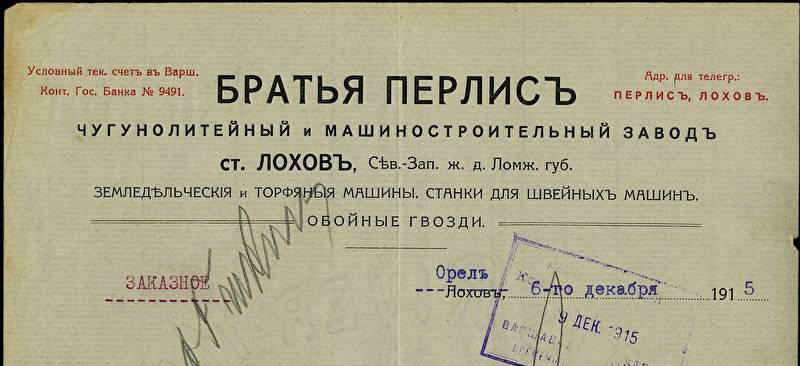 Условный тек. счетъ въ Варш.
Конт. Гос. Банка № 9491.
БРАТЬЯ ПЕРЛИСЪ
Адр. для телегр.:
ПЕРЛИСЪ, ЛОХОВЪ.
ЧУГУНОЛИТЕЙНЫЙ и МАШИНОСТРОИТЕЛЬНЫЙ ЗАВОДЪ
ст. ЛОХОВЪ, Сѣв.-Зап. ж. д. Ломж. губ.
ЗЕМЛЕДѢЛЬЧЕСКІЯ и ТОРФЯНЫЯ МАШИНЫ. СТАНКИ ДЛЯ ШВЕЙНЫХЪ МАШИНЪ.
ОБОЙНЫЕ ГВОЗДИ.
ЗАКАЗНОЕ
Орелъ
Лоховъ, 6-го декабря 1915
9 ДЕК. 1915